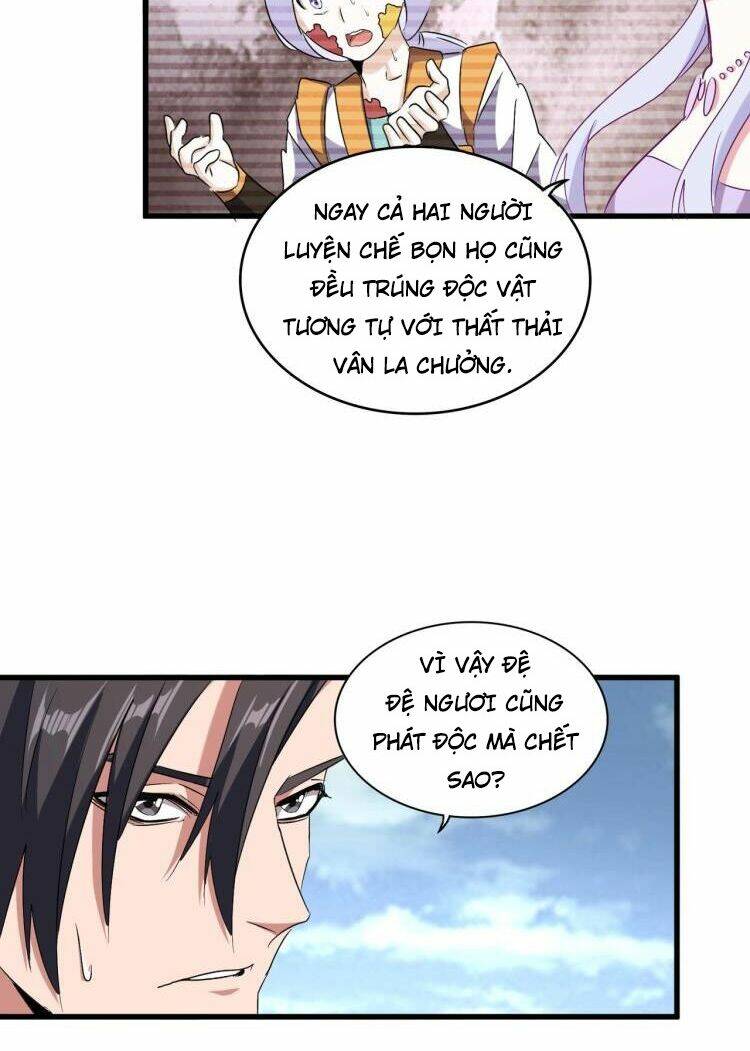 NGAY CẢ HAI NGƯỜI
LUYỆN CHẾ BỌN HỌ CŨNG
ĐỀU TRÚNG ĐỘC VẬT
TƯƠNG TỰ VỚI THẤT THẢI
VÂN LA CHƯỞNG.
VÌ VẬY ĐỆ
ĐỆ NGƯƠI CŨNG
PHÁT ĐỘC MÀ CHẾT
SAO?